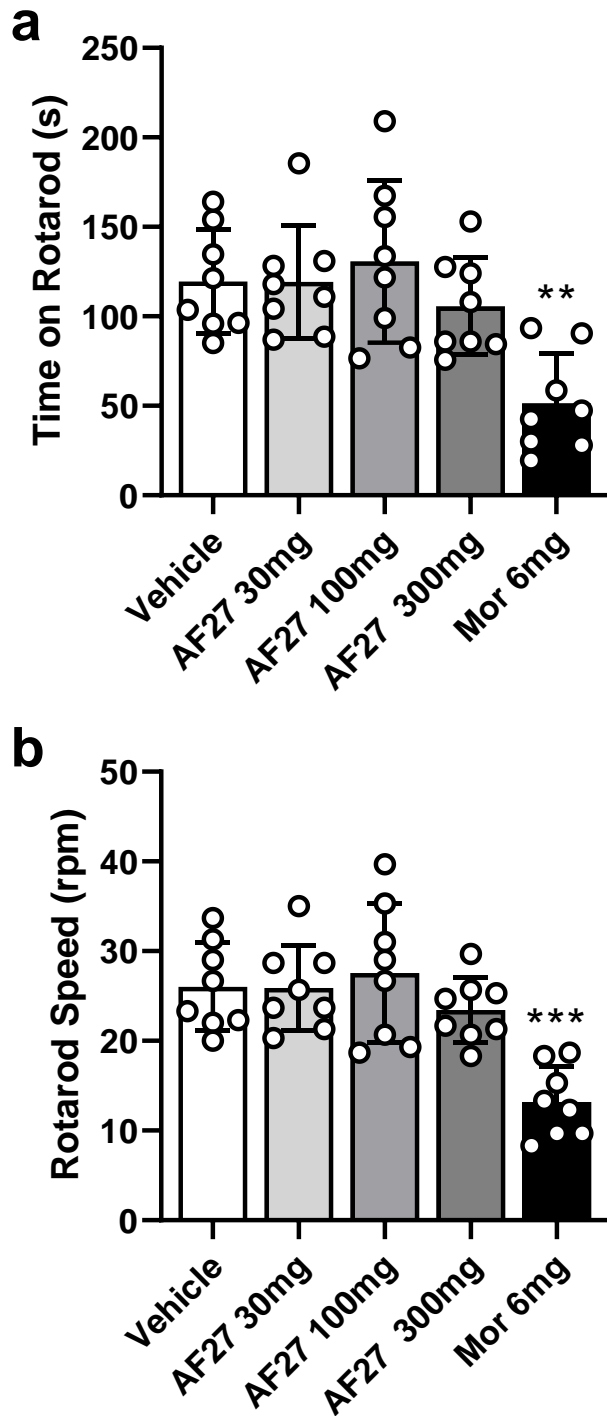 a
Time on Rotarod (s)
250
200
150
100
50
0
**
Vehicle
AF27 30mg
AF27 100mg
AF27  300mg
Mor 6mg
b
Rotarod Speed (rpm)
50
40
30
20
10
0
***
Vehicle
AF27 30mg
AF27 100mg
AF27  300mg
Mor 6mg